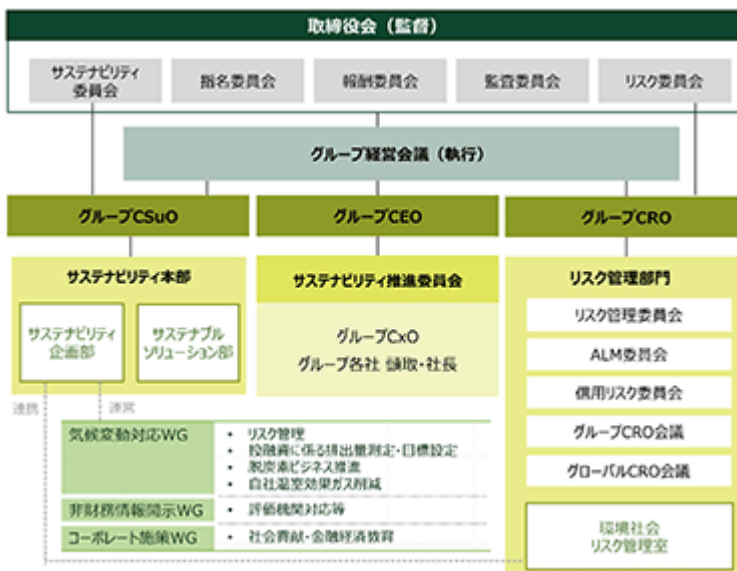 取締役会（監督）
サステナビリティ
委員会
指名委員会
報酬委員会
監査委員会
リスク委員会
グループ経営会議（執行）
グループCSuO
グループCEO
グループCRO
サステナビリティ本部
サステナビリティ
企画部
サステナブル
ソリューション部
サステナビリティ推進委員会
グループCxO
グループ各社 頭取・社長
リスク管理部門
リスク管理委員会
ALM委員会
信用リスク委員会
グループCRO会議
グローバルCRO会議
環境社会
リスク管理室
連携
運営
気候変動対応WG
• リスク管理
• 投融資に係る排出量測定・目標設定
• 脱炭素ビジネス推進
• 自社温室効果ガス削減
非財務情報開示WG
• 評価機関対応等
コーポレート施策WG
• 社会貢献・金融経済教育